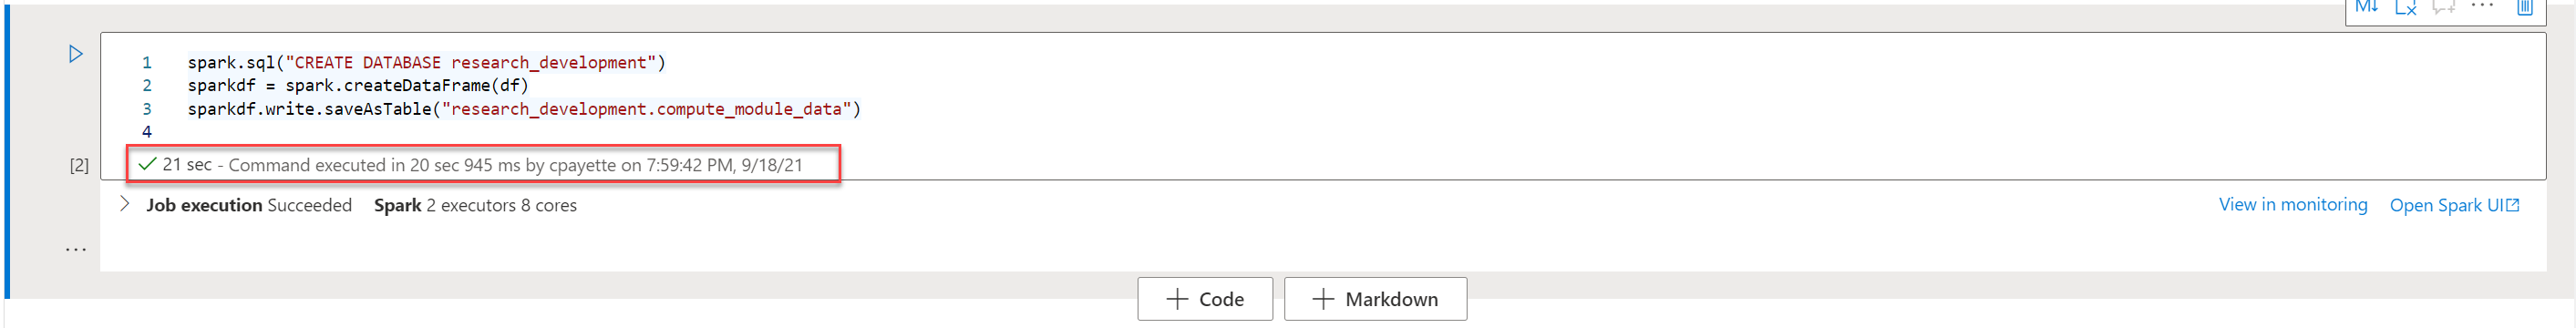 M↓
1 spark.sql("CREATE DATABASE research_development")
2 sparkdf = spark.createDataFrame(df)
3 sparkdf.write.saveAsTable("research_development.compute_module_data")
4
[2] 21 sec - Command executed in 20 sec 945 ms by cpayette on 7:59:42 PM, 9/18/21
Job execution Succeeded Spark 2 executors 8 cores View in monitoring Open Spark UI
Code Markdown